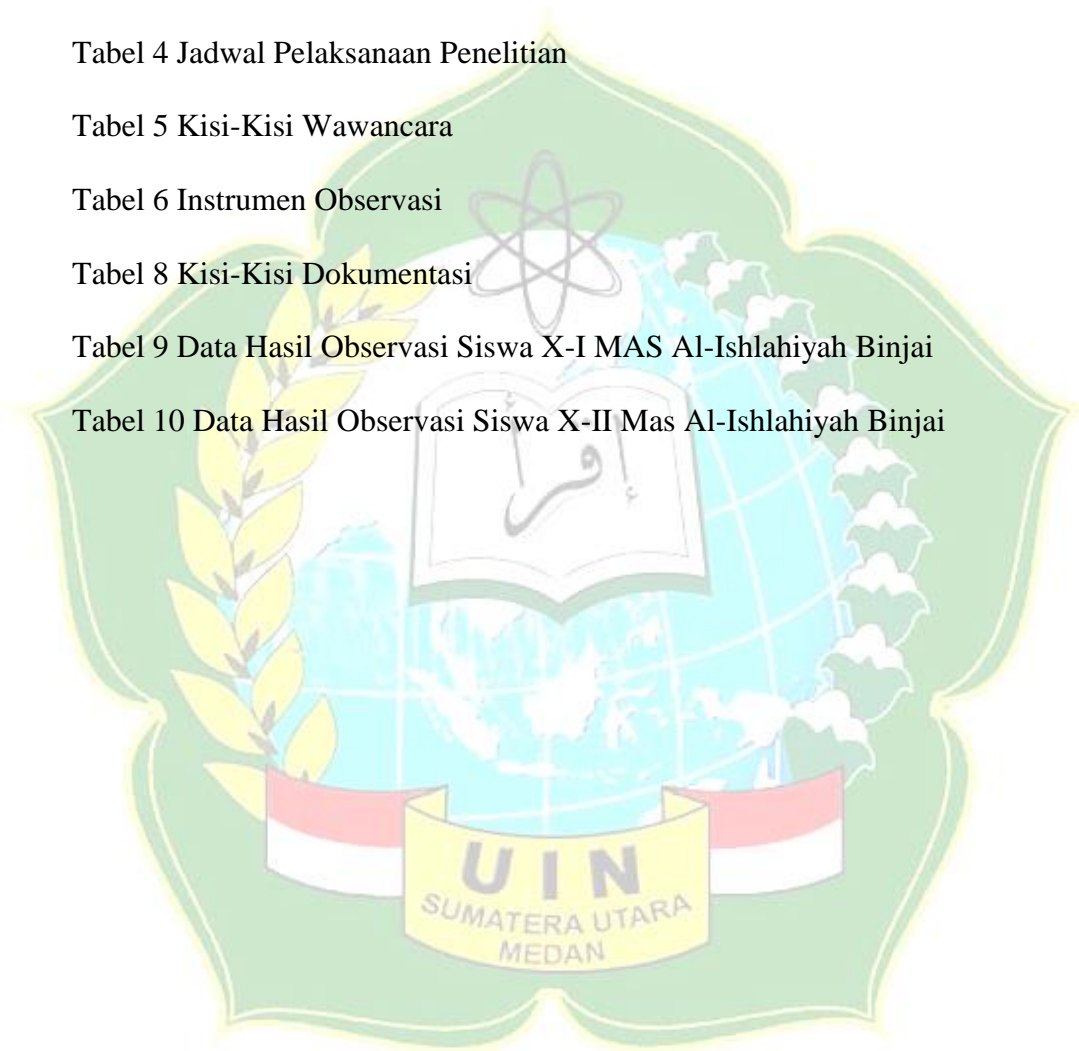 Tabel 4 Jadwal Pelaksanaan Penelitian
Tabel 5 Kisi-Kisi Wawancara
Tabel 6 Instrumen Observasi
Tabel 8 Kisi-Kisi Dokumentasi
Tabel 9 Data Hasil Observasi Siswa X-I MAS Al-Ishlahiyah Binjai
Tabel 10 Data Hasil Observasi Siswa X-II Mas Al-Ishlahiyah Binjai
إقرأ
UIN
SUMATERA UTARA
MEDAN